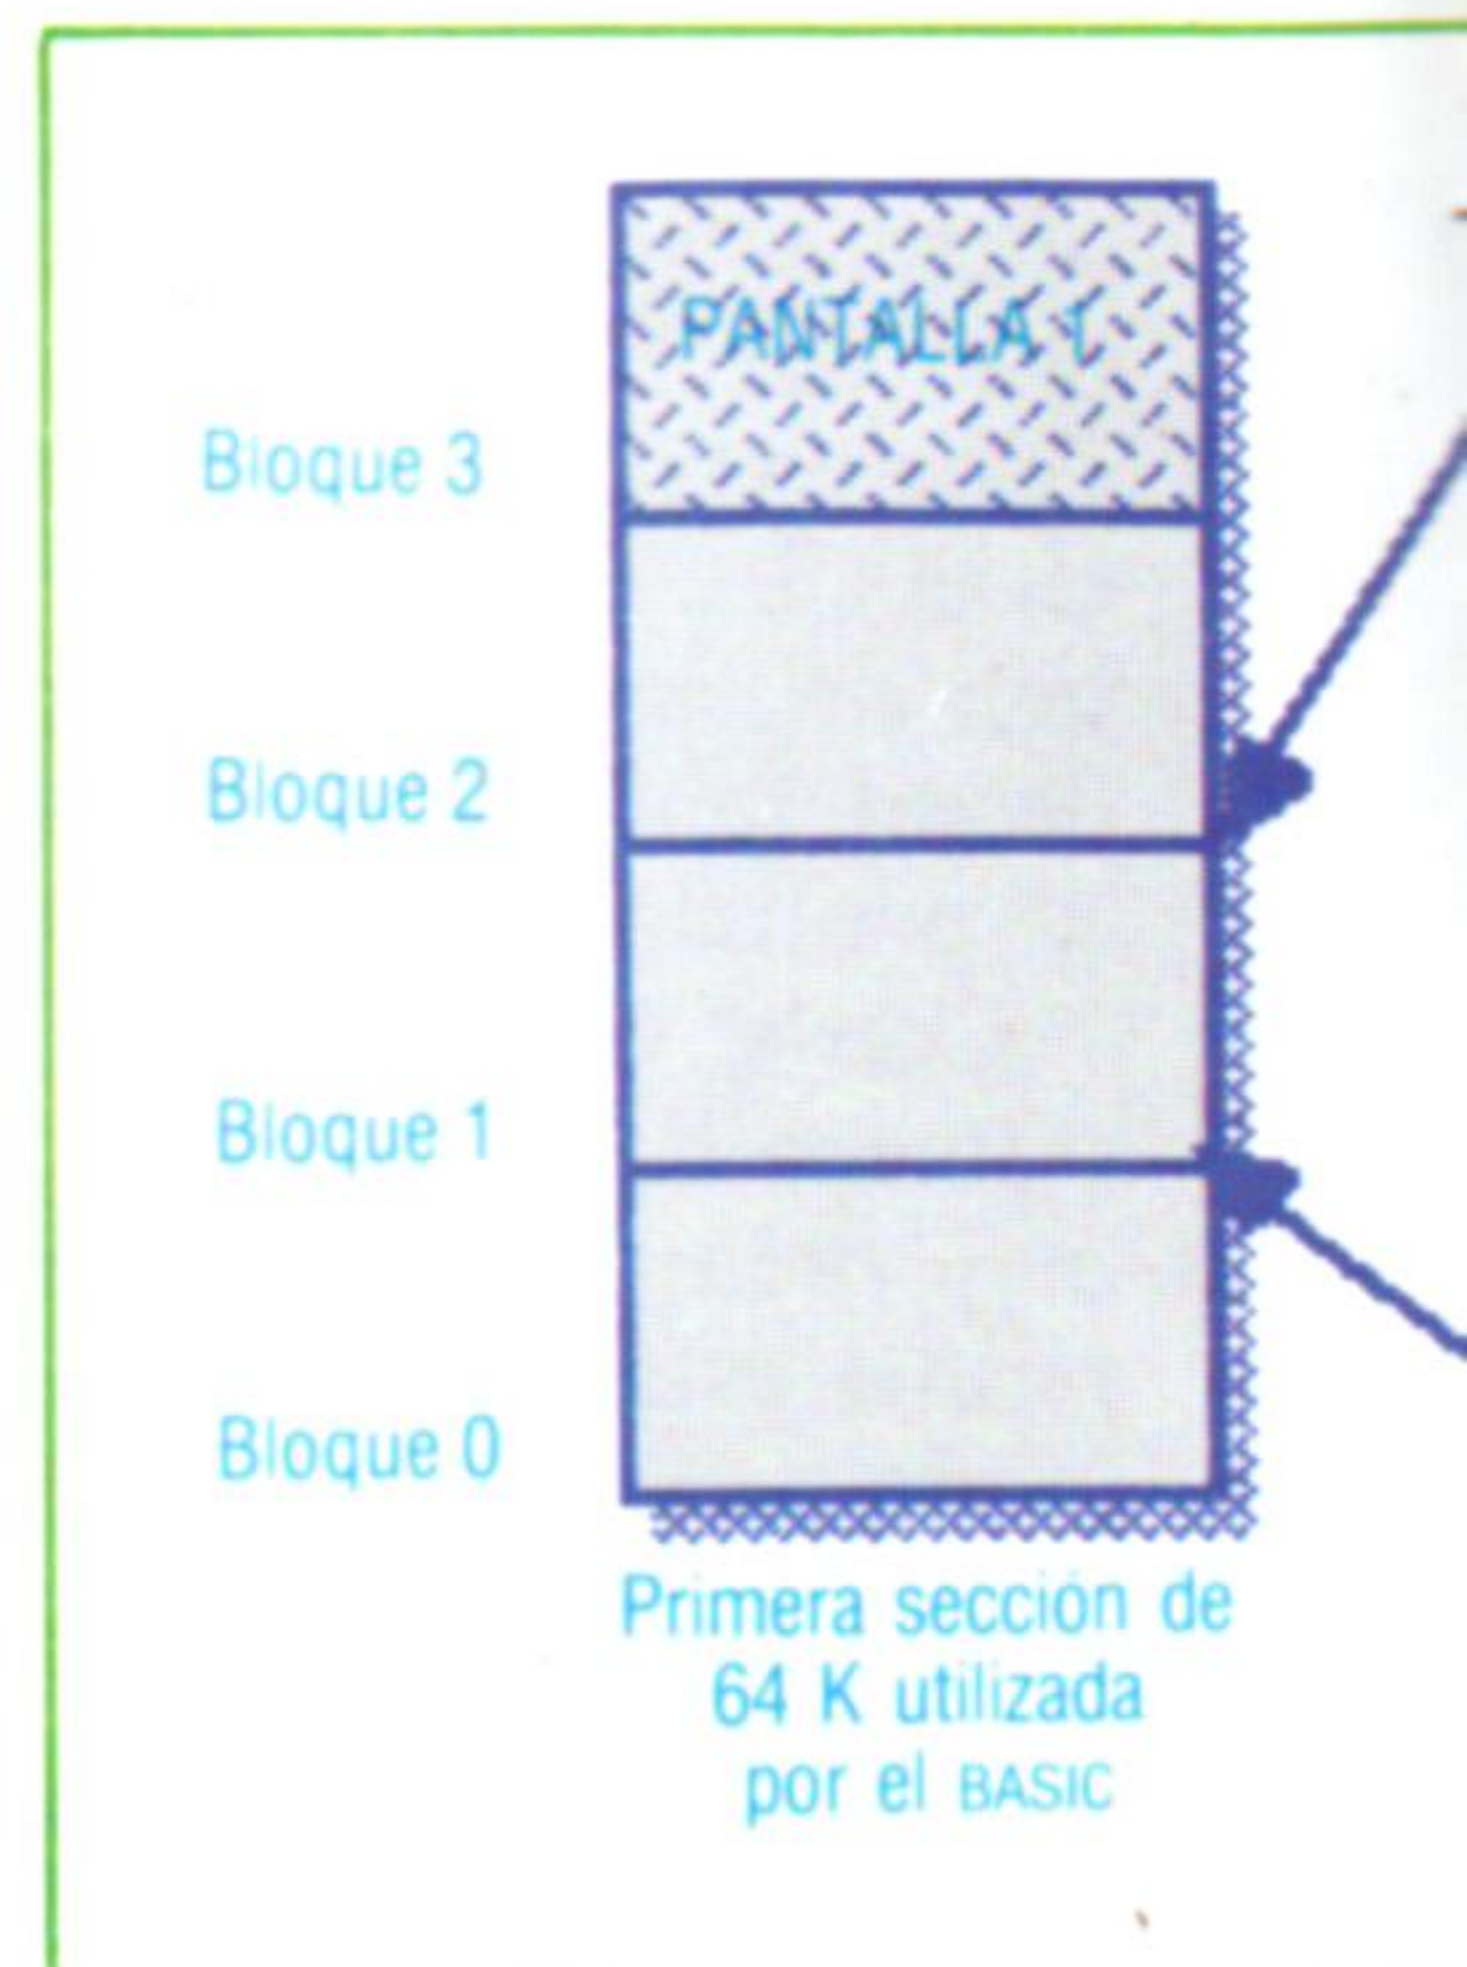 PANTALLA 1
Bloque 3
Bloque 2
Bloque 1
Bloque 0
Primera sección de
64 K utilizada
por el BASIC